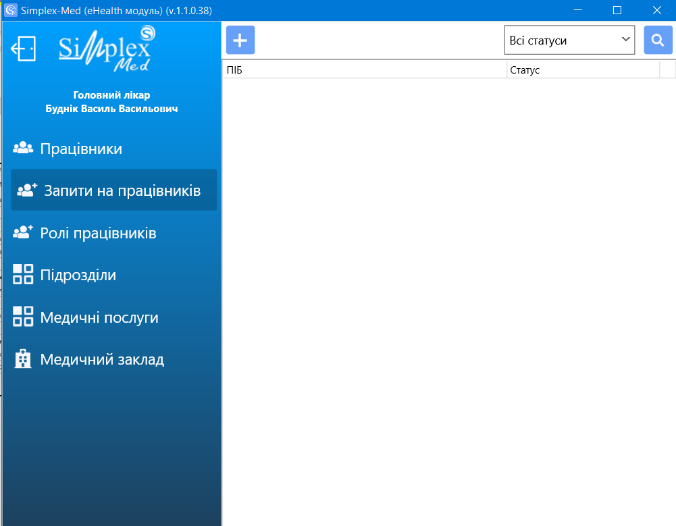 Simplex-Med (eHealth модуль) (v.1.1.0.38)
Simplex
Med
S
Головний лікар
Буднік Василь Васильович
Працівники
Запити на працівників
Ролі працівників
Підрозділи
Медичні послуги
Медичний заклад
Всі статуси
ПІБ
Статус